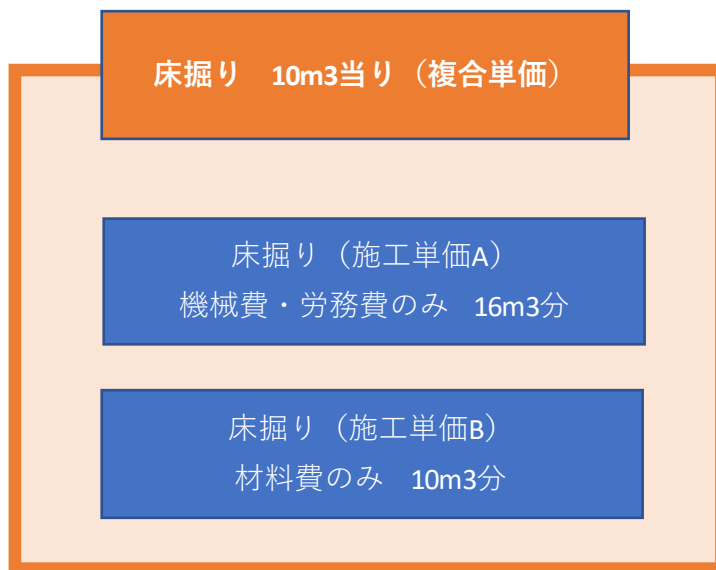 床掘り　10m3当り（複合単価）
床掘り（施工単価A）
機械費・労務費のみ　16m3分
床掘り（施工単価B）
材料費のみ　10m3分